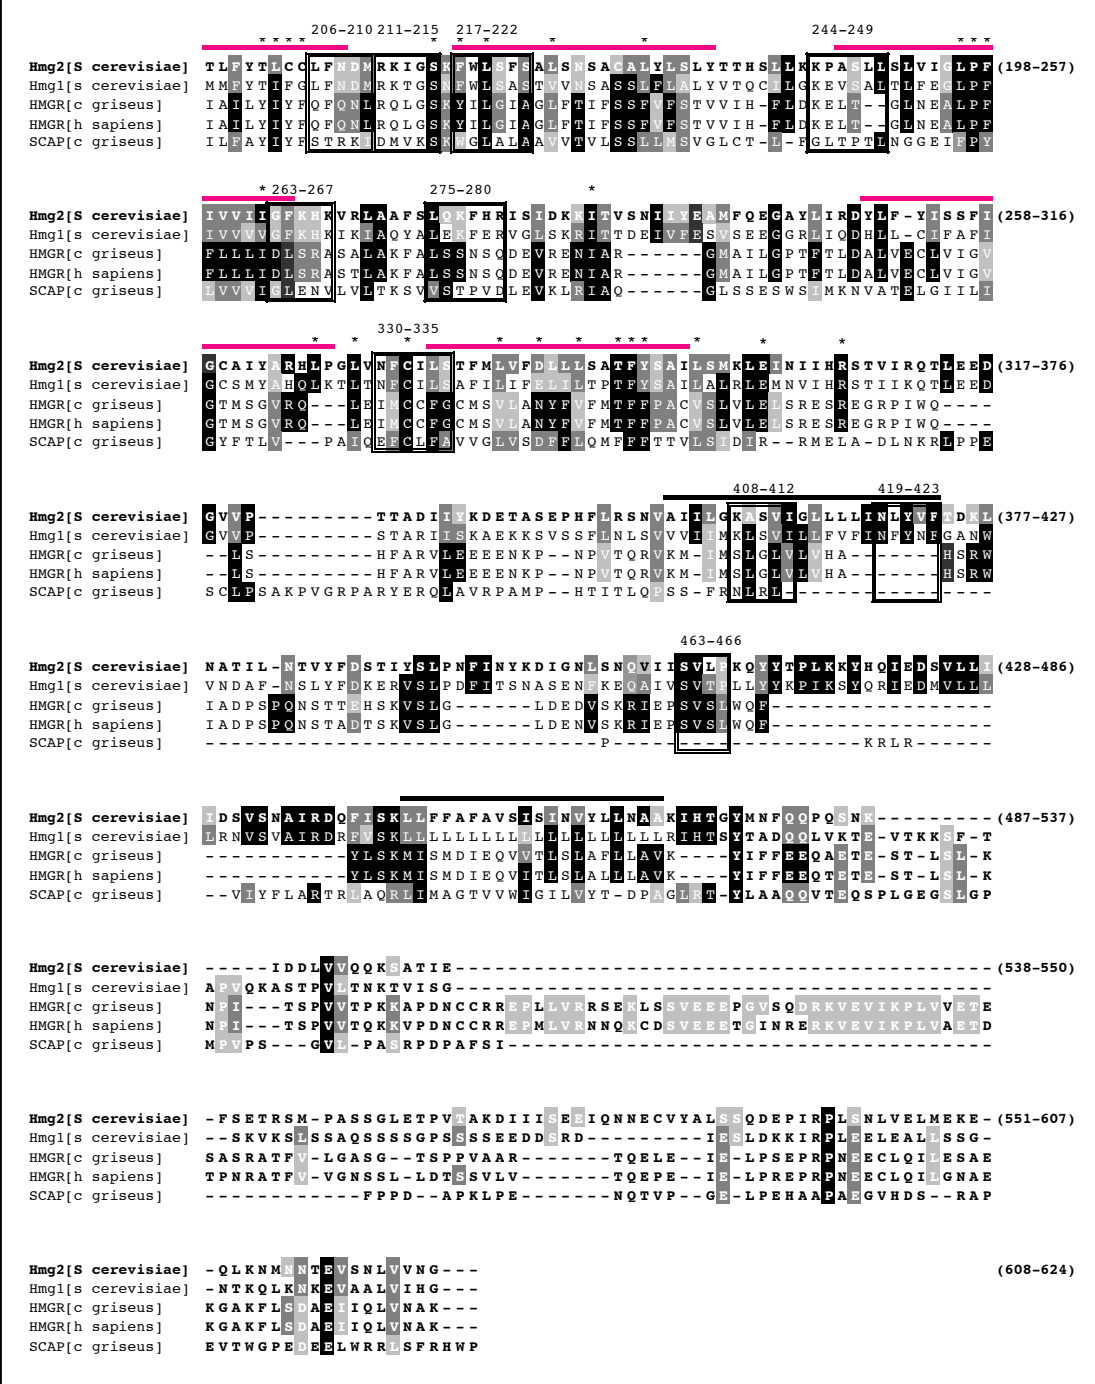 206-210 211-215 217-222 244-249
* * * * * * * * * * * *
Hmg2[S cerevisiae] TLFYTLCCLFNDMRKIGSKFWLSFSALSNSACALYLSLYTTHSLLKKPASLLSLVIGLPF (198-257)
Hmg1[s cerevisiae] MMFYTIFGLFNDMRKTGSNFWLSASTVVNSASSLFLALYVTQCILGKEVSALTLFEGLPF
HMGR[c griseus] IAILYIYFQFQNLRQLGSKYILGIAGLFTIFSSFVFSTVVIH-FLDKELT--GLNEALPF
HMGR[h sapiens] IAILYIYFQFQNLRQLGSKYILGIAGLFTIFSSFVFSTVVIH-FLDKELT--GLNEALPF
SCAP[c griseus] ILFAYIYFSTRKIDMVKSKWGLALAAVVTVLSSLLMSVGLCT-L-FGLTPTLNGGEIFPY
* 263-267 275-280 *
Hmg2[S cerevisiae] IVVIIGFKHKVRLAAFSLQKFHRISIDKKITVSNIIYEAMFQEGAYLIRDYLF-YISSFI (258-316)
Hmg1[s cerevisiae] IVVVVGFKHKIKIAQYALEKFERVGLSKRITTDEIVFESVSEEGGRLIQDHLL-CIFAFI
HMGR[c griseus] FLLLIDLSRASALAKFALSSNSQDEVRENIAR------GMAILGPTFTLDALVECLVIGV
HMGR[h sapiens] FLLLIDLSRASTLAKFALSSNSQDEVRENIAR------GMAILGPTFTLDALVECLVIGV
SCAP[c griseus] LVVVIGLENVLVLTKSVVSTPVDLEVKLRIAQ------GLSSESWSIMKNVATELGIILI
330-335
* * * * * * * * * * * *
Hmg2[S cerevisiae] GCAIYARHLPGLVNFCILSTFMLVFDLLLSATFYSAILSMKLEINIIHRSTVIRQTLEED (317-376)
Hmg1[s cerevisiae] GCSMYAHQLKTLTNFCILSAFILIFELILTPTFYSAILALRLEMNVIHRSTIIKQTLEED
HMGR[c griseus] GTMSGVRQ---LEIMCCFGCMSVLANYFVFMTFFPACVSLVLELSRESREGRPIWQ----
HMGR[h sapiens] GTMSGVRQ---LEIMCCFGCMSVLANYFVFMTFFPACVSLVLELSRESREGRPIWQ----
SCAP[c griseus] GYFTLV---PAIQEFCLFAVVGLVSDFFLQMFFFTTVLSIDIR--RMELA-DLNKRLPPE
408-412 419-423
Hmg2[S cerevisiae] GVVP---------TTADIIYKDETASEPHFLRSNVAIILGKASVIGLLLLINLYVFTDKL (377-427)
Hmg1[s cerevisiae] GVVP---------STARIISKAEKKSVSSFLNLSVVVIIMKLSVILLFVFINFYNFGANW
HMGR[c griseus] --LS---------HFARVLEEEENKP--NPVTQRVKM-IMSLGLVLVHA-------HSRW
HMGR[h sapiens] --LS---------HFARVLEEEENKP--NPVTQRVKM-IMSLGLVLVHA-------HSRW
SCAP[c griseus] SCLPSAKPVGRPARYERQLAVRPAMP--HTITLQPSS-FRNLRL----------------
463-466
Hmg2[S cerevisiae] NATIL-NTVYFDSTIYSLPNFINYKDIGNLSNQVIISVLPKQYYTPLKKYHQIEDSVLLI (428-486)
Hmg1[s cerevisiae] VNDAF-NSLYFDKERVSLPDFITSNASENFKEQAIVSVTPLLYYKPIKSYQRIEDMVLLL
HMGR[c griseus] IADPSPQNSTTEHSKVSLG------LDEDVSKRIEPSVSLWQF-----------------
HMGR[h sapiens] IADPSPQNSTADTSKVSLG------LDENVSKRIEPSVSLWQF-----------------
SCAP[c griseus] ------------------------------P-------------------KRLR------
Hmg2[S cerevisiae] IDSVSNAIRDQFISKLLFFAFAVSISINVYLLNAAKIHTGYMNFQQPQSNK--------- (487-537)
Hmg1[s cerevisiae] LRNVSVAIRDRFVSKLLLLLLLLLLLLLLLLLLLLRIHTSYTADQQLVKTE-VTKKSF-T
HMGR[c griseus] -----------YLSKMISMDIEQVVTLSLAFLLAVK----YIFFEEQAETE-ST-LSL-K
HMGR[h sapiens] -----------YLSKMISMDIEQVITLSLALLLAVK----YIFFEEQTETE-ST-LSL-K
SCAP[c griseus] --VIYFLARTRLAQRLIMAGTVVWIGILVYT-DPAGLRT-YLAAQQVTEQSPLGEGSLGP
Hmg2[S cerevisiae] -----IDDLVVQQKSATIE----------------------------------------- (538-550)
Hmg1[s cerevisiae] APVQKASTPVLTNKTVISG-----------------------------------------
HMGR[c griseus] NPI---TSPVVTPKKAPDNCCRREPLLVRRSEKLSSVEEEPGVSQDRKVEVIKPLVVETE
HMGR[h sapiens] NPI---TSPVVTQKKVPDNCCRREPMLVRNNQKCDSVEEETGINRERKVEVIKPLVAETD
SCAP[c griseus] MPVPS---GVL-PASRPDPAFSI-------------------------------------
Hmg2[S cerevisiae] -FSETRSM-PASSGLETPVTAKDIIISEEIQNNECVYALSSQDEPIRPLSNLVELMEKE- (551-607)
Hmg1[s cerevisiae] --SKVKSLSSAQSSSSGPSSSSEEDDSRD---------IESLDKKIRPLEELEALLSSG-
HMGR[c griseus] SASRATFV-LGASG--TSPPVAAR-------TQELE--IE-LPSEPRPNEECLQILESAE
HMGR[h sapiens] TPNRATFV-VGNSSL-LDTSSVLV-------TQEPE--IE-LPREPRPNEECLQILGNAE
SCAP[c griseus] ------------FPPD--APKLPE-------NQTVP--GE-LPEHAAPAEGVHDS--RAP
Hmg2[S cerevisiae] -QLKNMNNTEVSNLVVNG--- (608-624)
Hmg1[s cerevisiae] -NTKQLKNKEVAALVIHG---
HMGR[c griseus] KGAKFLSDAEIIQLVNAK---
HMGR[h sapiens] KGAKFLSDAEIIQLVNAK---
SCAP[c griseus] EVTWGPEDEELWRRLSFRHWP